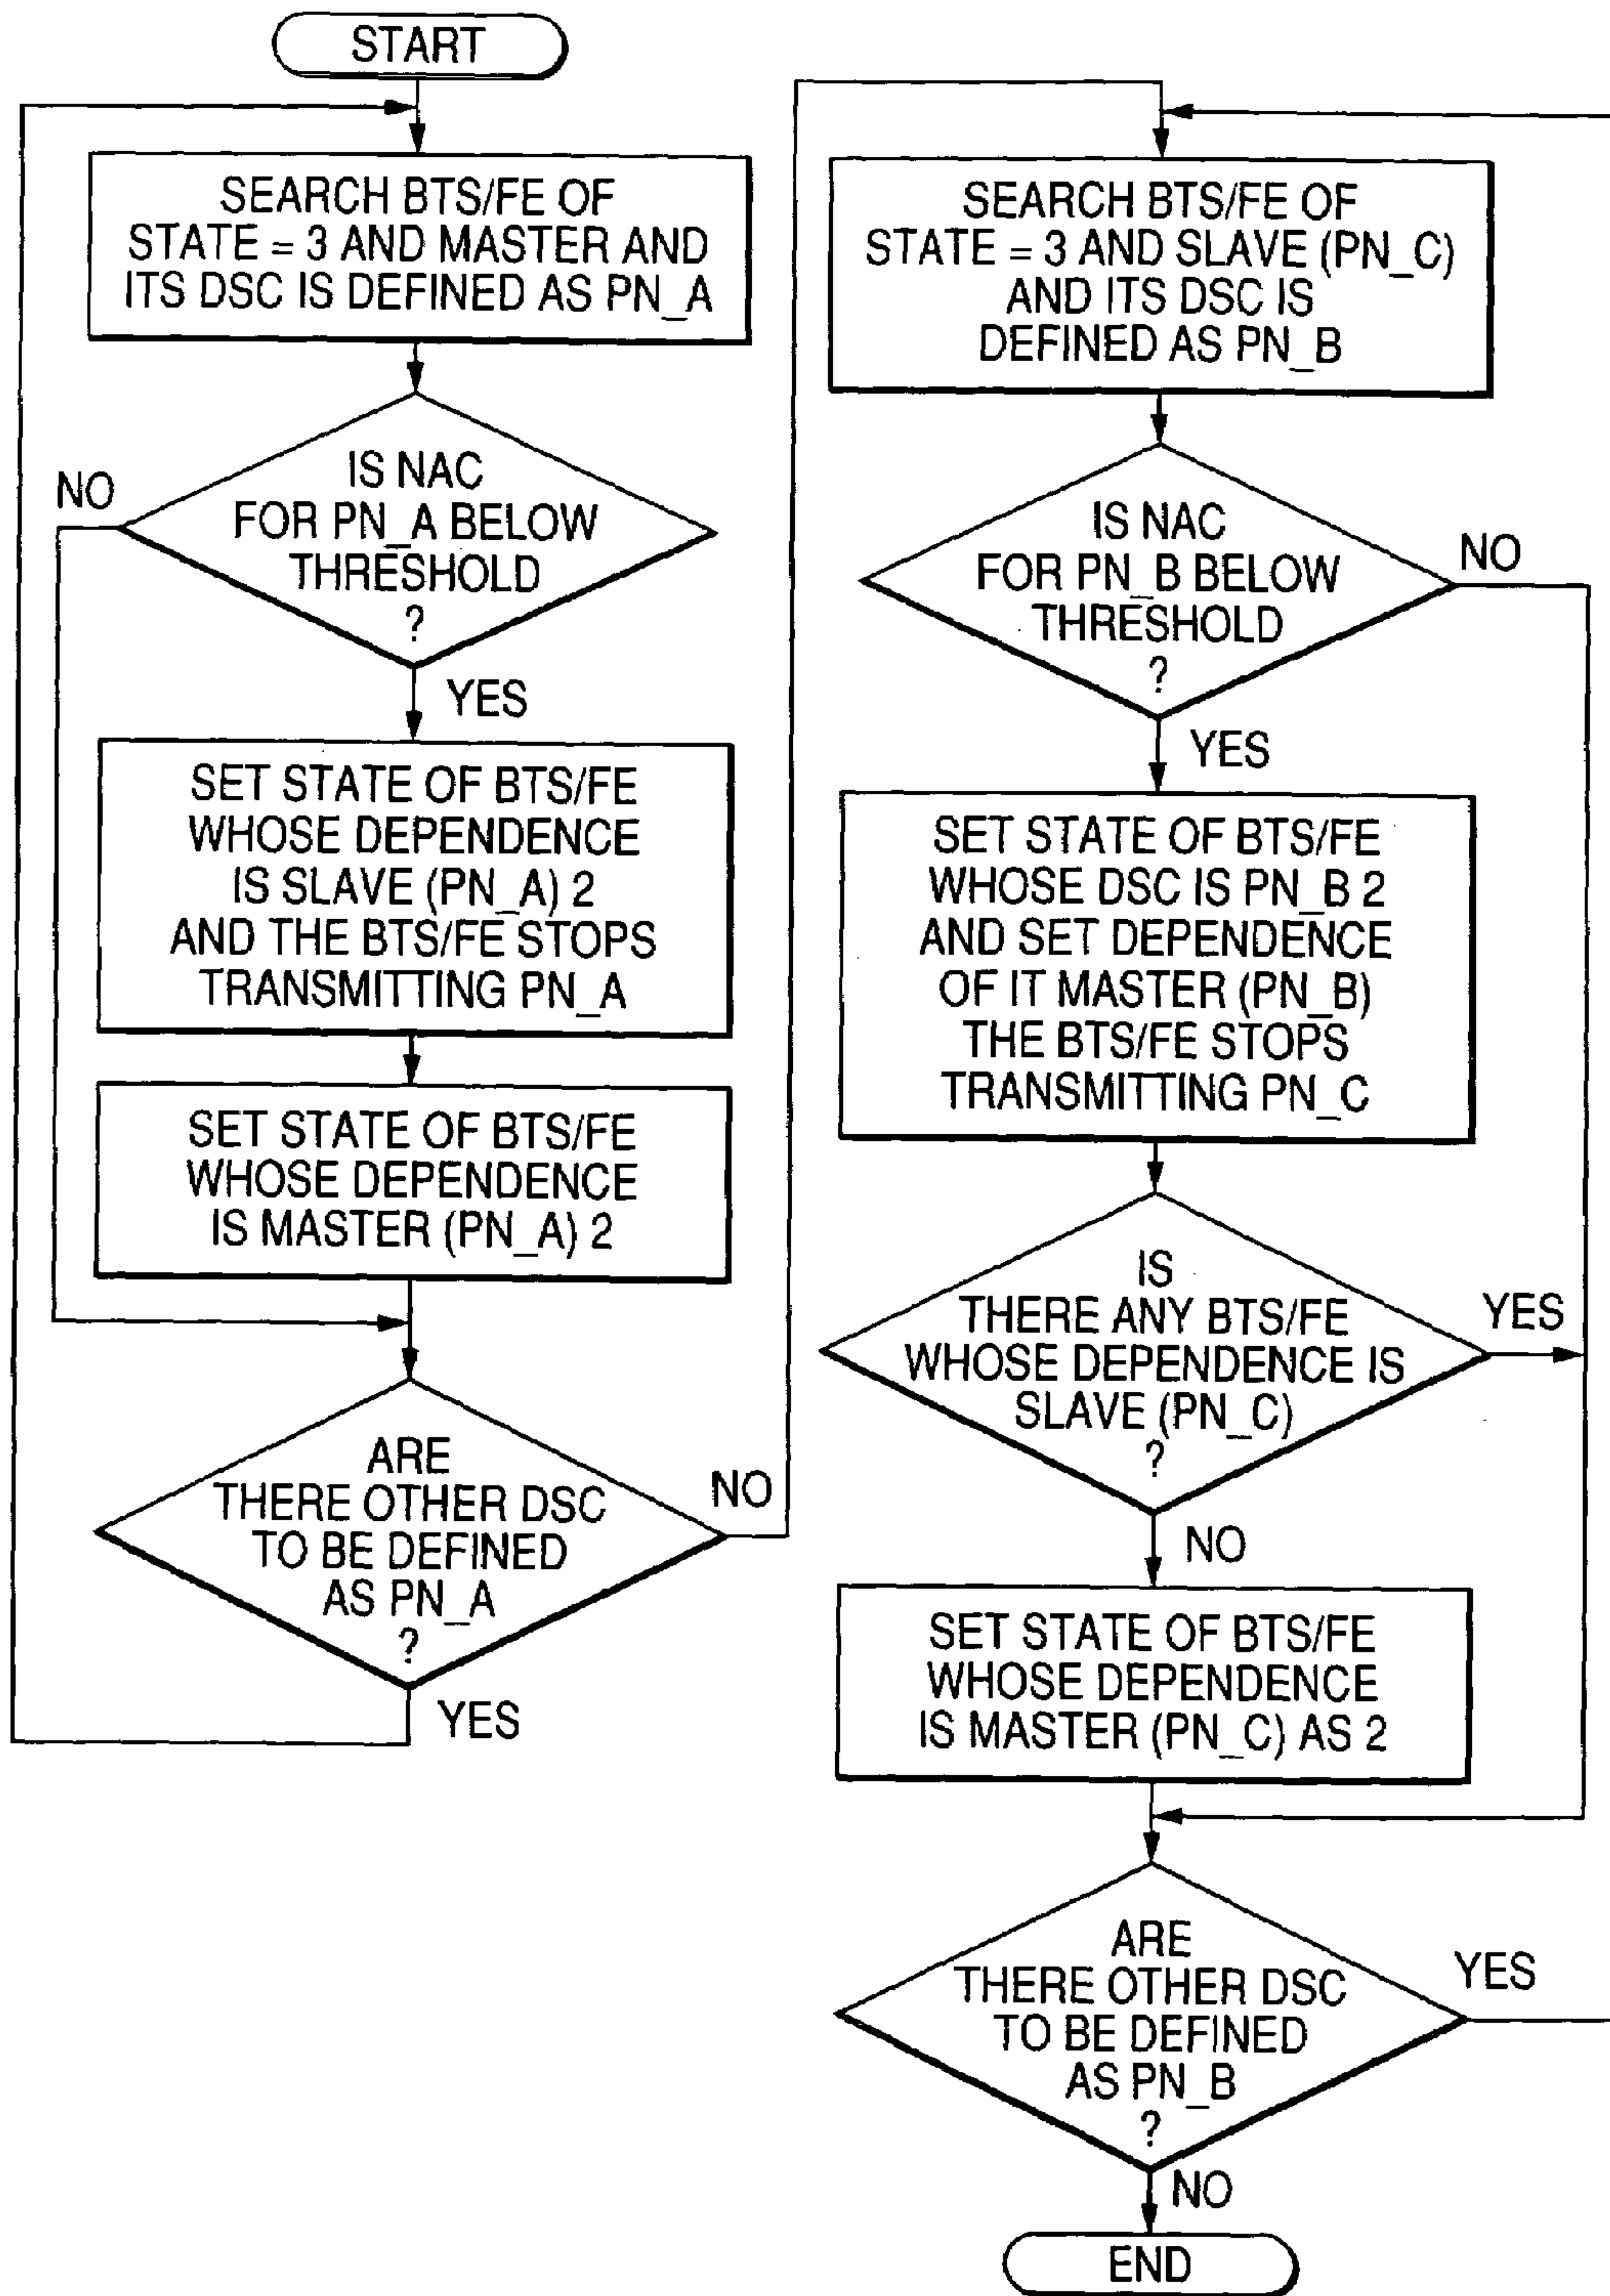 START
SEARCH BTS/FE OF
STATE = 3 AND MASTER AND
ITS DSC IS DEFINED AS PN_A
IS NAC
FOR PN_A BELOW
THRESHOLD
?
NO
YES
SET STATE OF BTS/FE
WHOSE DEPENDENCE
IS SLAVE (PN_A) 2
AND THE BTS/FE STOPS
TRANSMITTING PN_A
SET STATE OF BTS/FE
WHOSE DEPENDENCE
IS MASTER (PN_A) 2
ARE
THERE OTHER DSC
TO BE DEFINED
AS PN_A
?
NO
YES
SEARCH BTS/FE OF
STATE = 3 AND SLAVE (PN_C)
AND ITS DSC IS
DEFINED AS PN_B
IS NAC
FOR PN_B BELOW
THRESHOLD
?
NO
YES
SET STATE OF BTS/FE
WHOSE DSC IS PN_B 2
AND SET DEPENDENCE
OF IT MASTER (PN_B)
THE BTS/FE STOPS
TRANSMITTING PN_C
IS
THERE ANY BTS/FE
WHOSE DEPENDENCE IS
SLAVE (PN_C)
?
YES
NO
SET STATE OF BTS/FE
WHOSE DEPENDENCE
IS MASTER (PN_C) AS 2
ARE
THERE OTHER DSC
TO BE DEFINED
AS PN_B
?
YES
NO
END